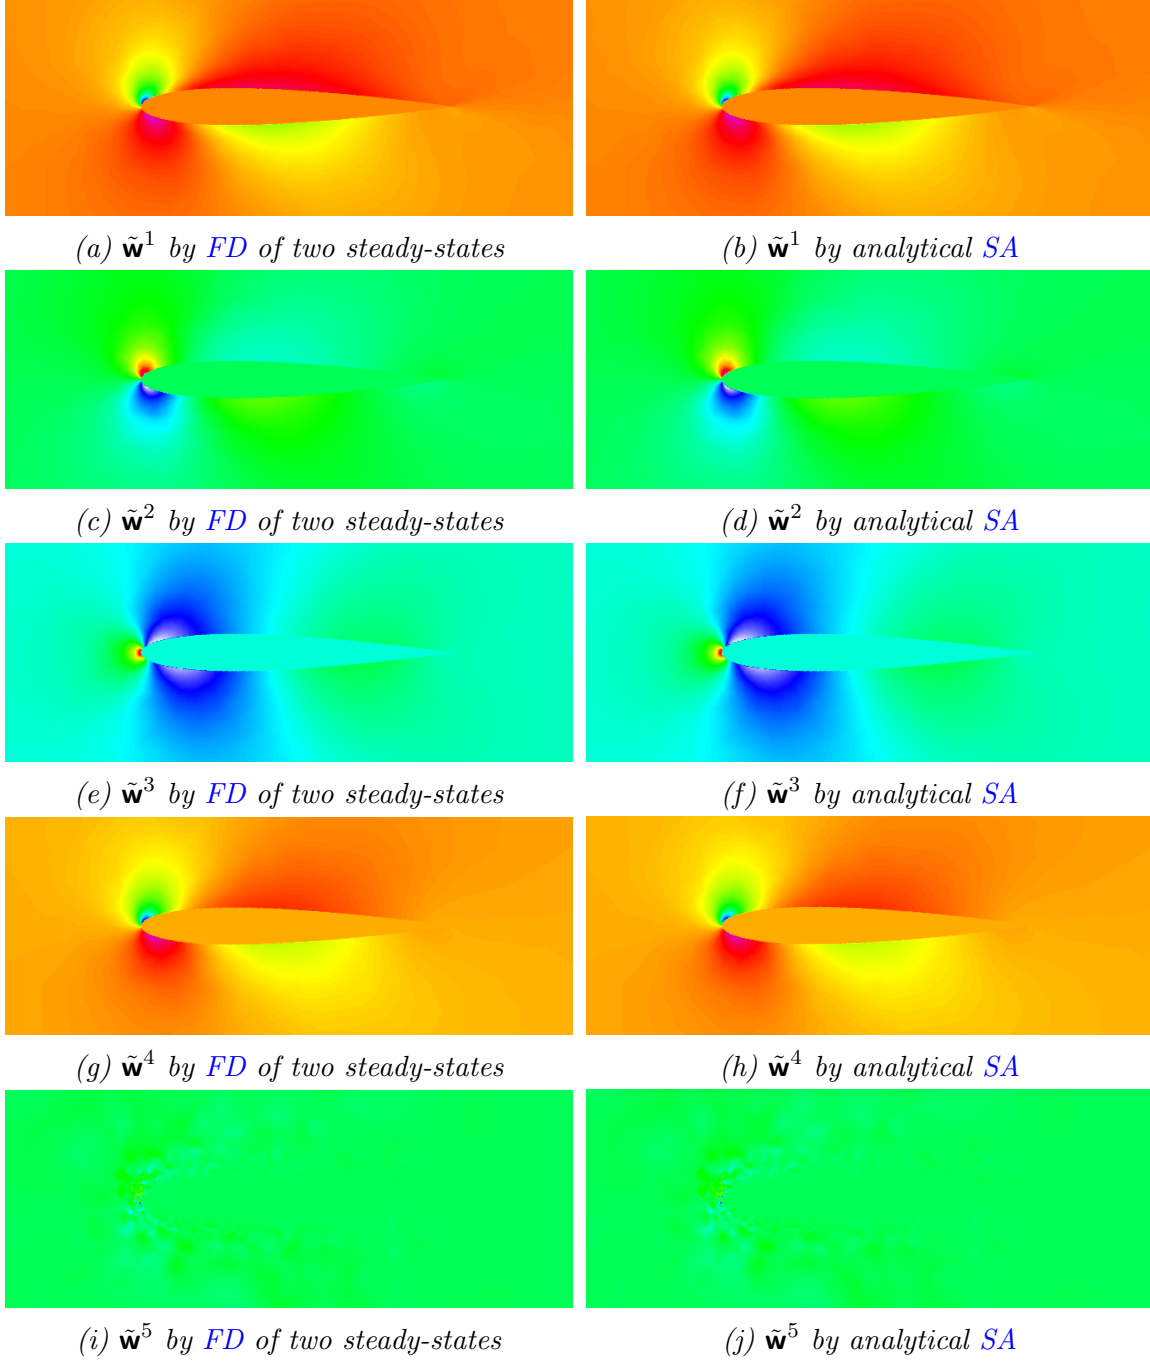 (a) w̃¹ by FD of two steady-states
(b) w̃¹ by analytical SA
(c) w̃² by FD of two steady-states
(d) w̃² by analytical SA
(e) w̃³ by FD of two steady-states
(f) w̃³ by analytical SA
(g) w̃⁴ by FD of two steady-states
(h) w̃⁴ by analytical SA
(i) w̃⁵ by FD of two steady-states
(j) w̃⁵ by analytical SA